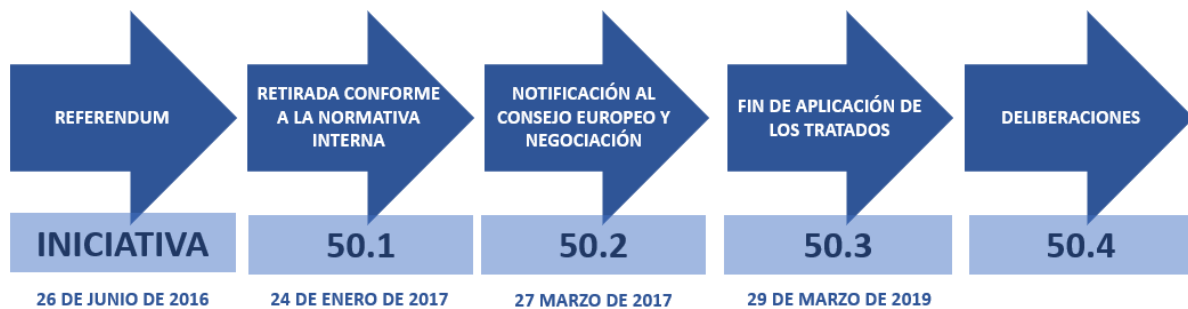 REFERENDUM
RETIRADA CONFORME
A LA NORMATIVA
INTERNA
NOTIFICACIÓN AL
CONSEJO EUROPEO Y
NEGOCIACIÓN
FIN DE APLICACIÓN DE
LOS TRATADOS
DELIBERACIONES
INICIATIVA
50.1
50.2
50.3
50.4
26 DE JUNIO DE 2016
24 DE ENERO DE 2017
27 MARZO DE 2017
29 DE MARZO DE 2019